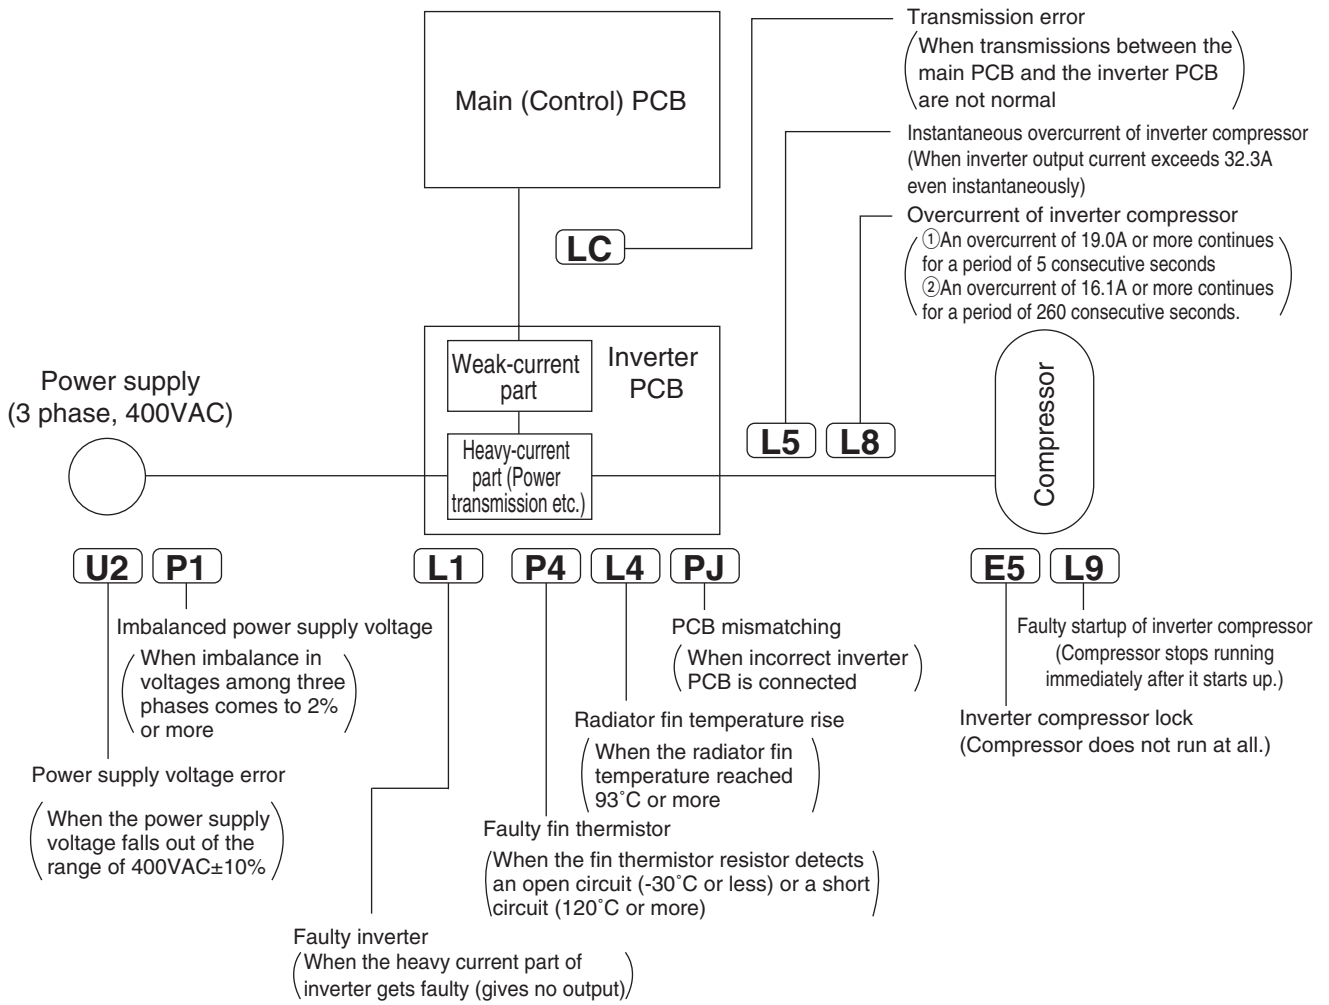 Main (Control) PCB
Transmission error
When transmissions between the
main PCB and the inverter PCB
are not normal
Instantaneous overcurrent of inverter compressor
(When inverter output current exceeds 32.3A
even instantaneously)
LC
Overcurrent of inverter compressor
①An overcurrent of 19.0A or more continues
for a period of 5 consecutive seconds
②An overcurrent of 16.1A or more continues
for a period of 260 consecutive seconds.
Power supply
(3 phase, 400VAC)
Weak-current
part
Inverter
PCB
Heavy-current
part (Power
transmission etc.)
L5
L8
Compressor
U2
P1
L1
P4
L4
PJ
E5
L9
Imbalanced power supply voltage
When imbalance in
voltages among three
phases comes to 2%
or more
Power supply voltage error
When the power supply
voltage falls out of the
range of 400VAC±10%
PCB mismatching
When incorrect inverter
PCB is connected
Radiator fin temperature rise
When the radiator fin
temperature reached
93˚C or more
Faulty fin thermistor
When the fin thermistor resistor detects
an open circuit (-30˚C or less) or a short
circuit (120˚C or more)
Faulty inverter
When the heavy current part of
inverter gets faulty (gives no output)
Faulty startup of inverter compressor
(Compressor stops running
immediately after it starts up.)
Inverter compressor lock
(Compressor does not run at all.)